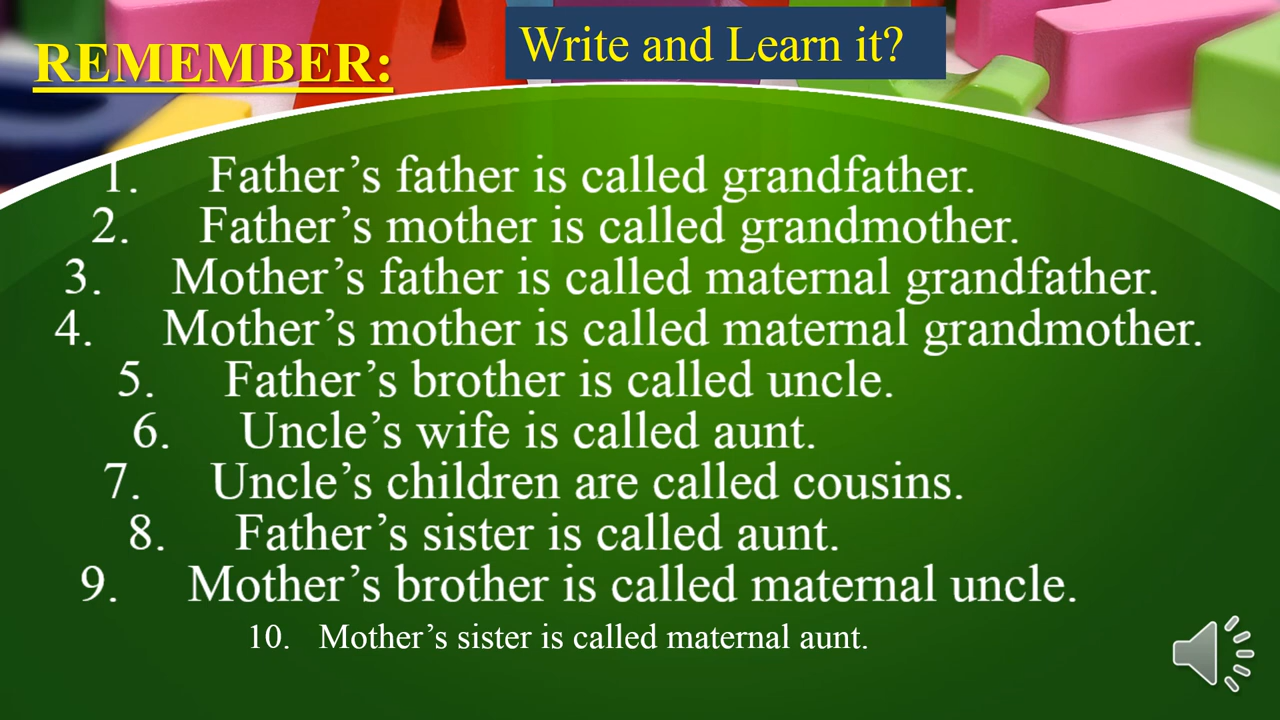 REMEMBER:
Write and Learn it?
1. Father’s father is called grandfather.
2. Father’s mother is called grandmother.
3. Mother’s father is called maternal grandfather.
4. Mother’s mother is called maternal grandmother.
5. Father’s brother is called uncle.
6. Uncle’s wife is called aunt.
7. Uncle’s children are called cousins.
8. Father’s sister is called aunt.
9. Mother’s brother is called maternal uncle.
10. Mother’s sister is called maternal aunt.